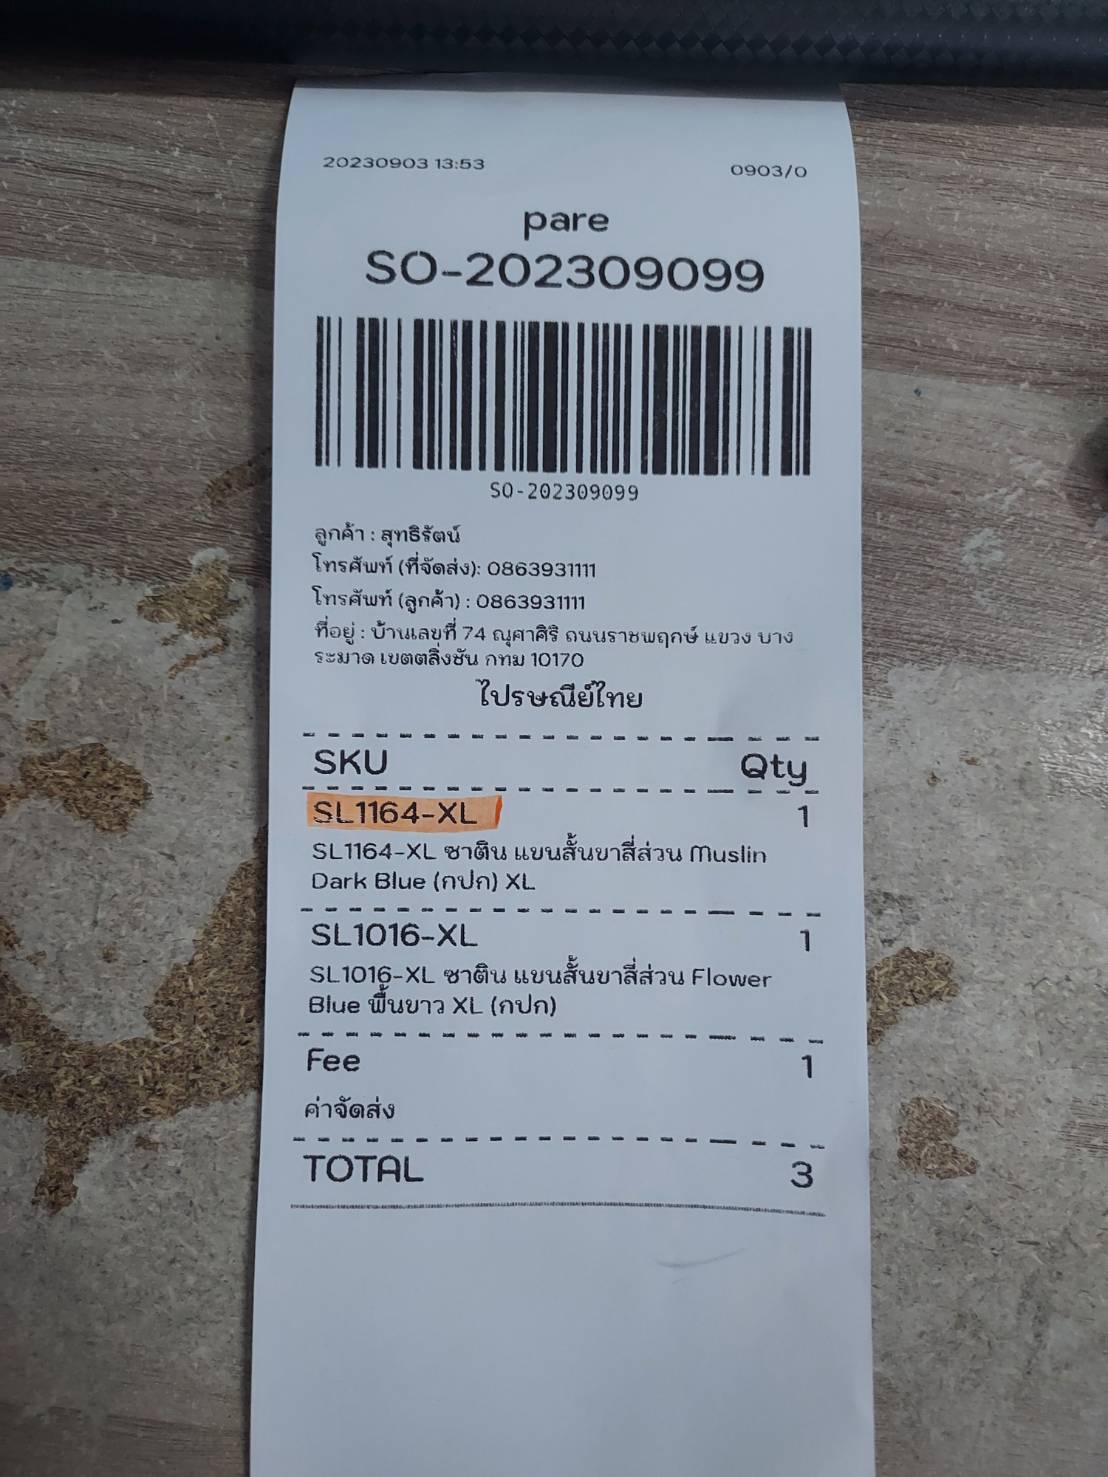 20230903 13:53
0903/0
pare
SO-202309099
SO-202309099
ลูกค้า : สุทธิรัตน์
โทรศัพท์ (ที่จัดส่ง): 0863931111
โทรศัพท์ (ลูกค้า) : 0863931111
ที่อยู่ : บ้านเลขที่ 74 ณุศาศิริ ถนนราชพฤกษ์ แขวง บาง
ระมาด เขตตลิ่งชัน กทม 10170
ไปรษณีย์ไทย
SKU Qty
SL1164-XL 1
SL1164-XL ซาติน แขนสั้นขาสี่ส่วน Muslin
Dark Blue (กปก) XL
SL1016-XL 1
SL1016-XL ซาติน แขนสั้นขาสี่ส่วน Flower
Blue พื้นขาว XL (กปก)
Fee 1
ค่าจัดส่ง
TOTAL 3